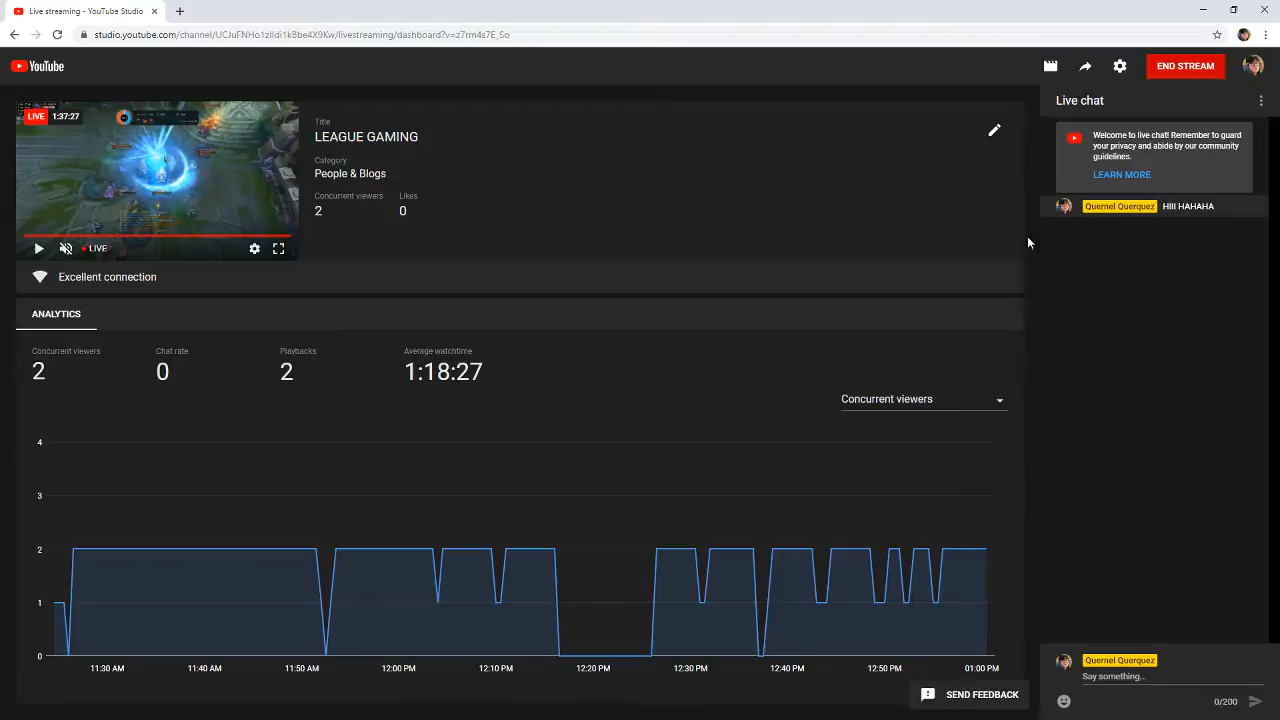 Live streaming - YouTube Studio
studio.youtube.com/channel/UCJuFNHo1zIldi1kBbe4X9Kw/livestreaming/dashboard?v=z7rm4s7E_So
YouTube
END STREAM
LIVE 1:37:27
LIVE
Title
LEAGUE GAMING
Category
People & Blogs
Concurrent viewers Likes
2 0
Excellent connection
ANALYTICS
Concurrent viewers Chat rate Playbacks Average watchtime
2 0 2 1:18:27
Concurrent viewers
4
3
2
1
0
11:30 AM 11:40 AM 11:50 AM 12:00 PM 12:10 PM 12:20 PM 12:30 PM 12:40 PM 12:50 PM 01:00 PM
SEND FEEDBACK
Live chat
Welcome to live chat! Remember to guard
your privacy and abide by our community
guidelines.
LEARN MORE
Quernel Querquez HIII HAHAHA
Quernel Querquez
Say something...
0/200